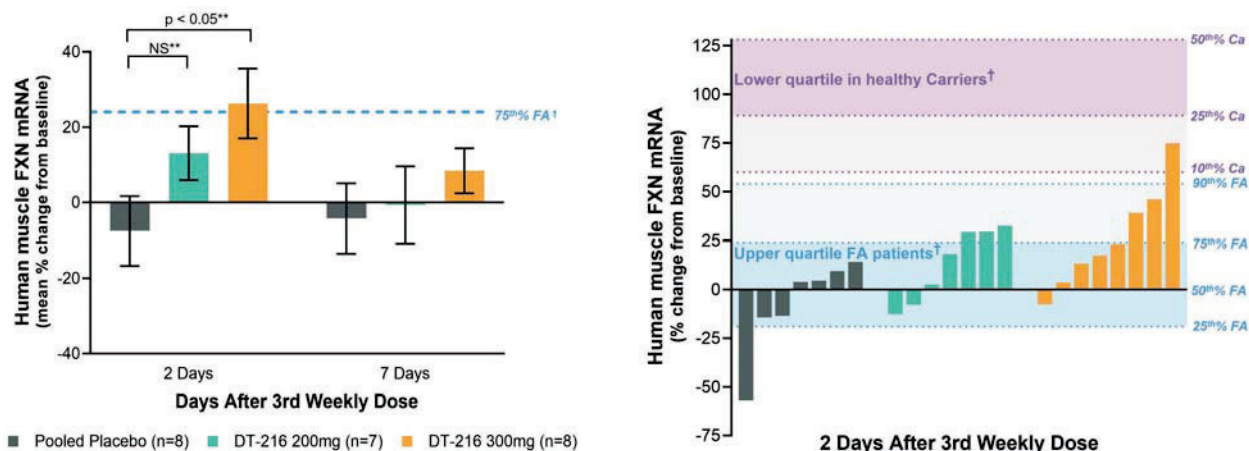 p < 0.05**
NS**
Human muscle FXN mRNA
(mean % change from baseline)
40
20
0
-20
-40
75th% FA†
2 Days
7 Days
Days After 3rd Weekly Dose
Pooled Placebo (n=8)
DT-216 200mg (n=7)
DT-216 300mg (n=8)
Human muscle FXN mRNA
(% change from baseline)
125
100
75
50
25
0
-25
-50
-75
50th% Ca
Lower quartile in healthy Carriers†
25th% Ca
10th% Ca
90th% FA
75th% FA
Upper quartile FA patients†
50th% FA
25th% FA
2 Days After 3rd Weekly Dose